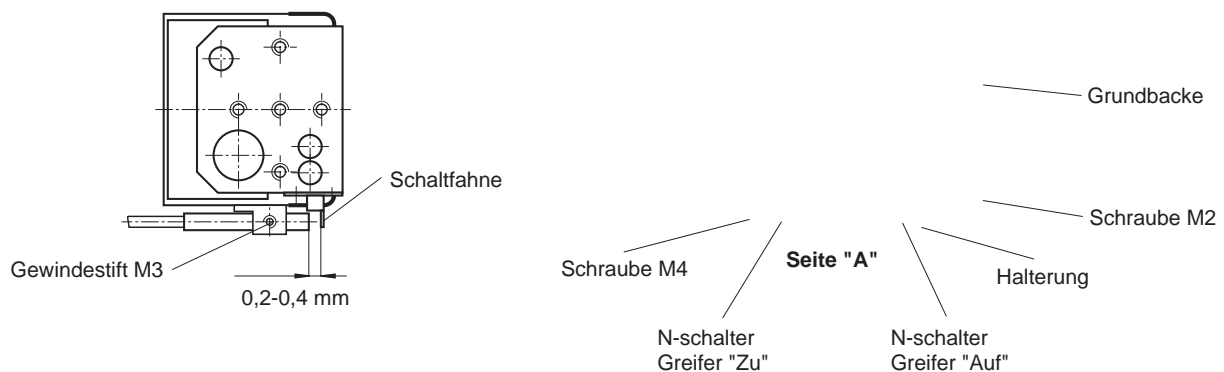 Schaltfahne
Gewindestift M3
0,2-0,4 mm
Grundbacke
Schraube M2
Schraube M4
Seite "A"
Halterung
N-schalter
Greifer "Zu"
N-schalter
Greifer "Auf"